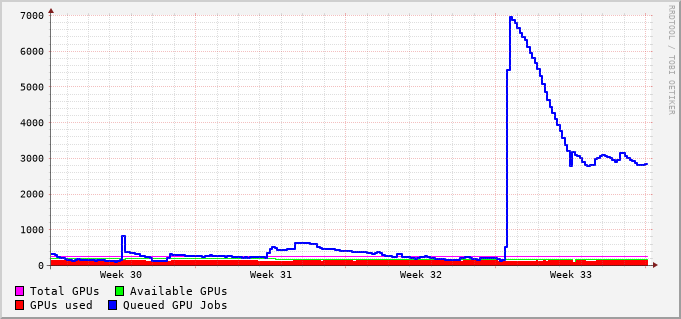 7000
6000
5000
4000
3000
2000
1000
0
Week 30 Week 31 Week 32 Week 33
Total GPUs Available GPUs
GPUs used Queued GPU Jobs
RRDTOOL / TOBI OETIKER